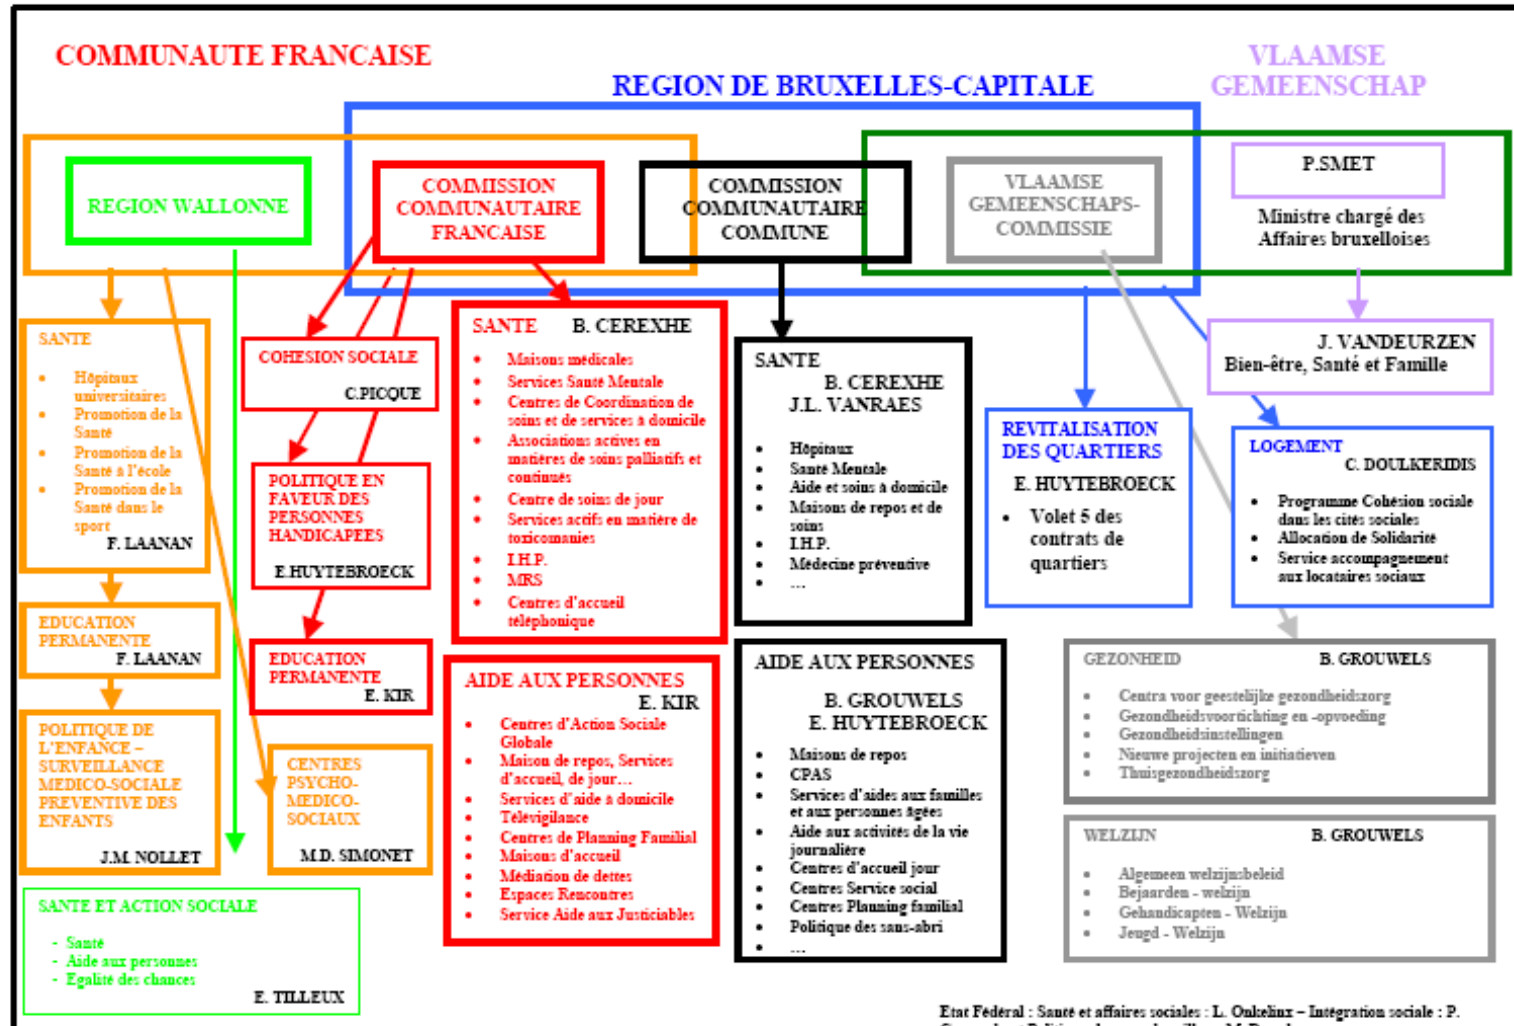 COMMUNAUTE FRANCAISE
REGION DE BRUXELLES-CAPITALE
VLAAMSE
GEMEENSCHAP
REGION WALLONNE
COMMISSION
COMMUNAUTAIRE
FRANCAISE
COMMISSION
COMMUNAUTAIRE
COMMUNE
VLAAMSE
GEMEENSCHAPS-
COMMISSIE
P.SMET
Ministre chargé des
Affaires bruxelloises
SANTE
• Hôpitaux
universitaires
• Promotion de la
Santé
• Promotion de la
Santé à l'école
• Promotion de la
Santé dans le
sport
F. LAANAN
EDUCATION
PERMANENTE
F. LAANAN
POLITIQUE DE
L'ENFANCE –
SURVEILLANCE
MEDICO-SOCIALE
PREVENTIVE DES
ENFANTS
J.M. NOLLET
CENTRES
PSYCHO-
MEDICO-
SOCIAUX
M.D. SIMONET
SANTE ET ACTION SOCIALE
- Santé
- Aide aux personnes
- Egalité des chances
E. TILLEUX
COHESION SOCIALE
C.PICQUE
POLITIQUE EN
FAVEUR DES
PERSONNES
HANDICAPEES
E.HUYTEBROECK
EDUCATION
PERMANENTE
E. KIR
SANTE B. CEREXHE
• Maisons médicales
• Services Santé Mentale
• Centres de Coordination de
soins et de services à domicile
• Associations actives en
matières de soins palliatifs et
continués
• Centre de soins de jour
• Services actifs en matière de
toxicomanies
• I.H.P.
• MRS
• Centres d'accueil
téléphonique
AIDE AUX PERSONNES
E. KIR
• Centres d'Action Sociale
Globale
• Maison de repos, Services
d'accueil, de jour…
• Services d'aide à domicile
• Télévigilance
• Centres de Planning Familial
• Maisons d'accueil
• Médiation de dettes
• Espaces Rencontres
• Service Aide aux Justiciables
SANTE
B. CEREXHE
J.L. VANRAES
• Hôpitaux
• Santé Mentale
• Aide et soins à domicile
• Maisons de repos et de
soins
• I.H.P.
• Médecine préventive
• …
AIDE AUX PERSONNES
B. GROUWELS
E. HUYTEBROECK
• Maisons de repos
• CPAS
• Services d'aides aux familles
et aux personnes âgées
• Aide aux activités de la vie
journalière
• Centres d'accueil jour
• Centres Service social
• Centres Planning familial
• Politique des sans-abri
• …
REVITALISATION
DES QUARTIERS
E. HUYTEBROECK
• Volet 5 des
contrats de
quartiers
J. VANDEURZEN
Bien-être, Santé et Famille
LOGEMENT
C. DOULKERIDIS
• Programme Cohésion sociale
dans les cités sociales
• Allocation de Solidarité
• Service accompagnement
aux locataires sociaux
GEZONHEID B. GROUWELS
• Centra voor geestelijke gezondheidszorg
• Gezondheidsvoortichting en -opvoeding
• Gezondheidsinstellingen
• Nieuwe projecten en initiatieven
• Thuisgezondheidszorg
WELZIJN B. GROUWELS
• Algemeen welzijnsbeleid
• Bejaarden - welzijn
• Gehandicapten - Welzijn
• Jeugd - Welzijn
Etat Fédéral : Santé et affaires sociales : L. Onkelinx – Intégration sociale : P.